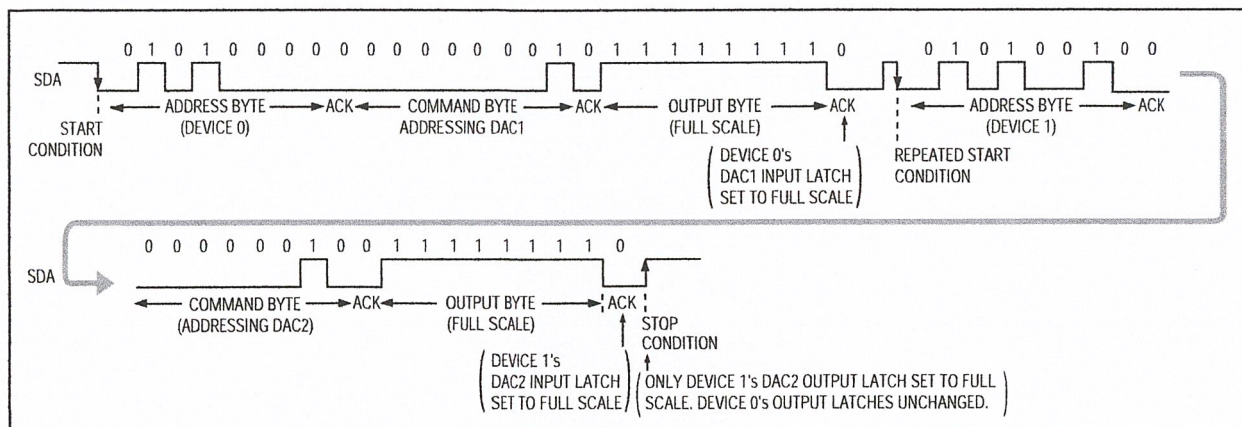 0 1 0 1 0 0 0 0 0 0 0 0 0 0 0 0 1 0 1 1 1 1 1 1 1 1 0 0 1 0 1 0 0 1 0 0
SDA
ADDRESS BYTE ACK COMMAND BYTE ACK OUTPUT BYTE ACK ADDRESS BYTE ACK
(DEVICE 0) ADDRESSING DAC1 (FULL SCALE) (DEVICE 1)
START
CONDITION
(DEVICE 0's
DAC1 INPUT LATCH
SET TO FULL SCALE)
REPEATED START
CONDITION
0 0 0 0 0 0 1 0 0 1 1 1 1 1 1 1 1 0
SDA
COMMAND BYTE ACK OUTPUT BYTE ACK
(ADDRESSING DAC2) (FULL SCALE)
STOP
CONDITION
(DEVICE 1's
DAC2 INPUT LATCH
SET TO FULL SCALE)
(ONLY DEVICE 1's DAC2 OUTPUT LATCH SET TO FULL
SCALE. DEVICE 0's OUTPUT LATCHES UNCHANGED.)